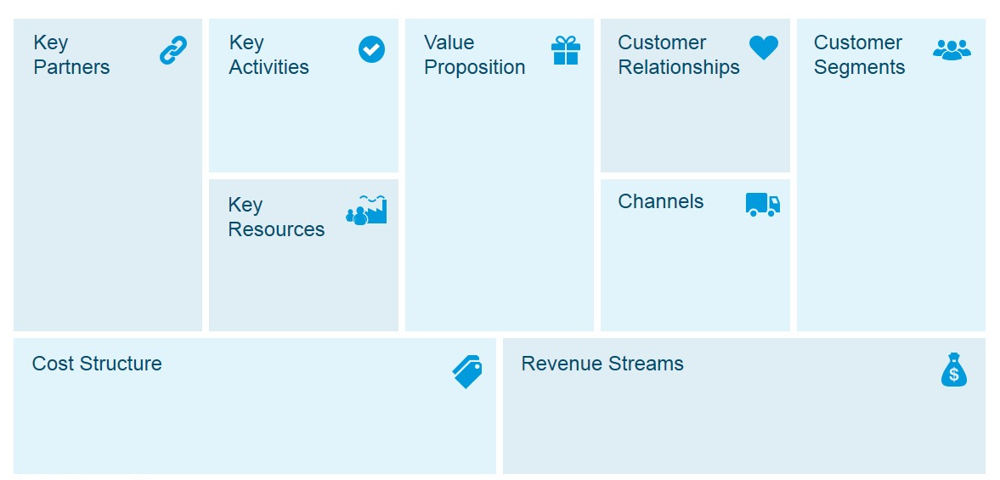 Key
Partners
Key
Activities
Key
Resources
Value
Proposition
Customer
Relationships
Channels
Customer
Segments
Cost Structure
Revenue Streams
$